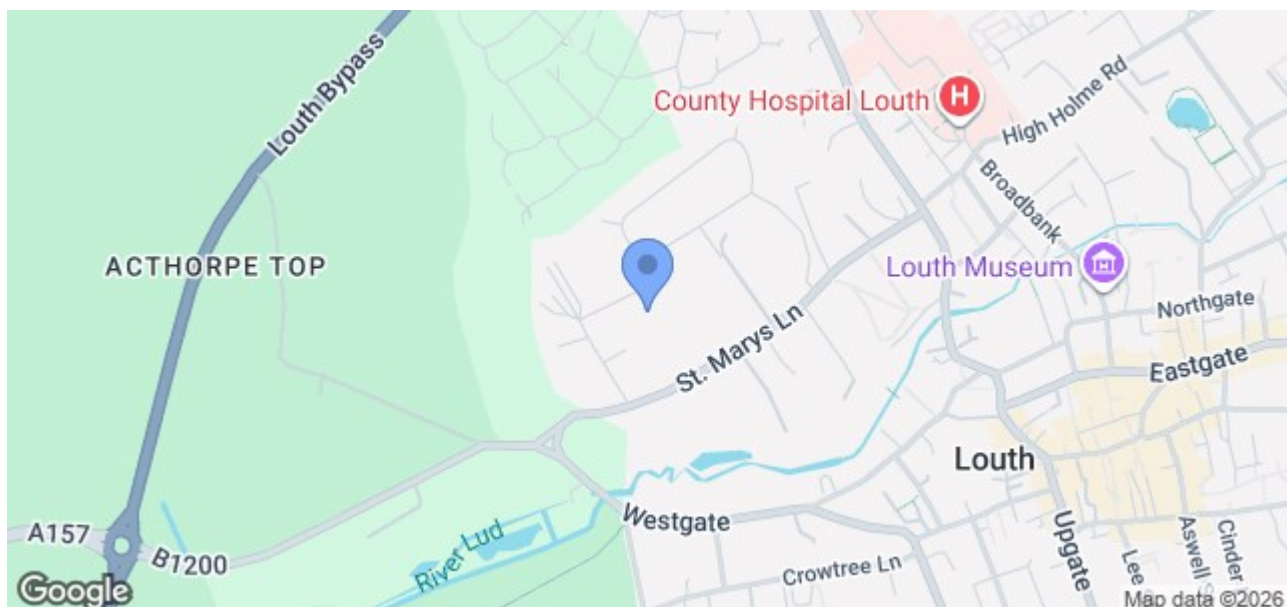 Louth Bypass
County Hospital Louth
H
High Holme Rd
Broadbank
ACTHORPE TOP
Louth Museum
Northgate
St. Marys Ln
Eastgate
Louth
Westgate
Upgate
A157
B1200
River Lud
Crowtree Ln
Lee
Aswell
Cinder
Google
Map data ©2026